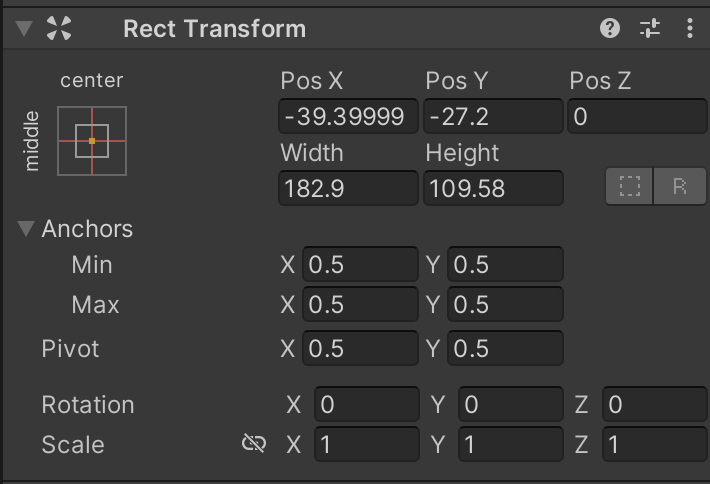 Rect Transform
center
middle
Pos X Pos Y Pos Z
-39.39999 -27.2 0
Width Height
182.9 109.58 R
Anchors
Min X 0.5 Y 0.5
Max X 0.5 Y 0.5
Pivot X 0.5 Y 0.5
Rotation X 0 Y 0 Z 0
Scale X 1 Y 1 Z 1